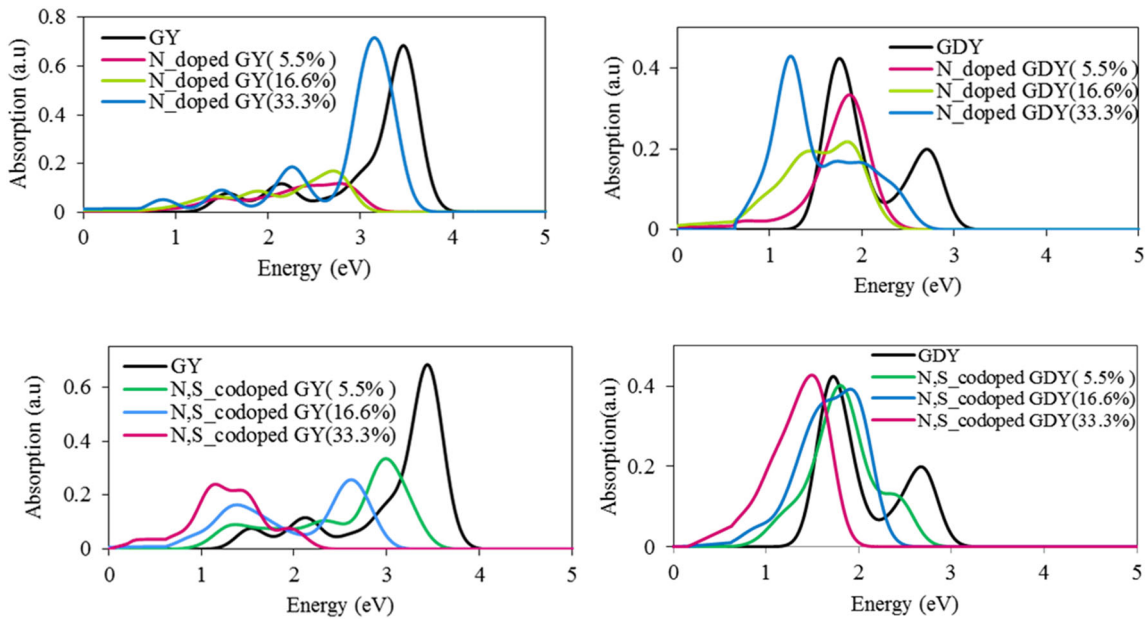 0.8
0.6
0.4
0.2
0
Absorption (a.u)
GY
N_doped GY( 5.5% )
N_doped GY(16.6%)
N_doped GY(33.3%)
0 1 2 3 4 5
Energy (eV)
0.4
0.2
0
Absorption (a.u)
GDY
N_doped GDY( 5.5%)
N_doped GDY(16.6%)
N_doped GDY(33.3%)
0 1 2 3 4 5
Energy (eV)
0.6
0.4
0.2
0
Absorption (a.u)
GY
N,S_codoped GY( 5.5% )
N,S_codoped GY(16.6%)
N,S_codoped GY(33.3%)
0 1 2 3 4 5
Energy (eV)
0.4
0.2
0
Absorption(a.u)
GDY
N,S_codoped GDY( 5.5%)
N,S_codoped GDY(16.6%)
N,S_codoped GDY(33.3%)
0 1 2 3 4 5
Energy (eV)